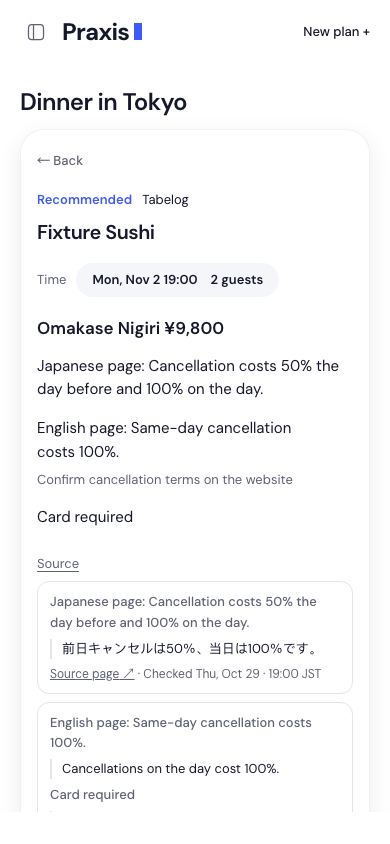 Praxis
New plan +
Dinner in Tokyo
← Back
Recommended Tabelog
Fixture Sushi
Time Mon, Nov 2 19:00 2 guests
Omakase Nigiri ¥9,800
Japanese page: Cancellation costs 50% the
day before and 100% on the day.
English page: Same-day cancellation
costs 100%.
Confirm cancellation terms on the website
Card required
Source
Japanese page: Cancellation costs 50% the
day before and 100% on the day.
前日キャンセルは50%、当日は100%です。
Source page ↗ · Checked Thu, Oct 29 · 19:00 JST
English page: Same-day cancellation costs
100%.
Cancellations on the day cost 100%.
Card required